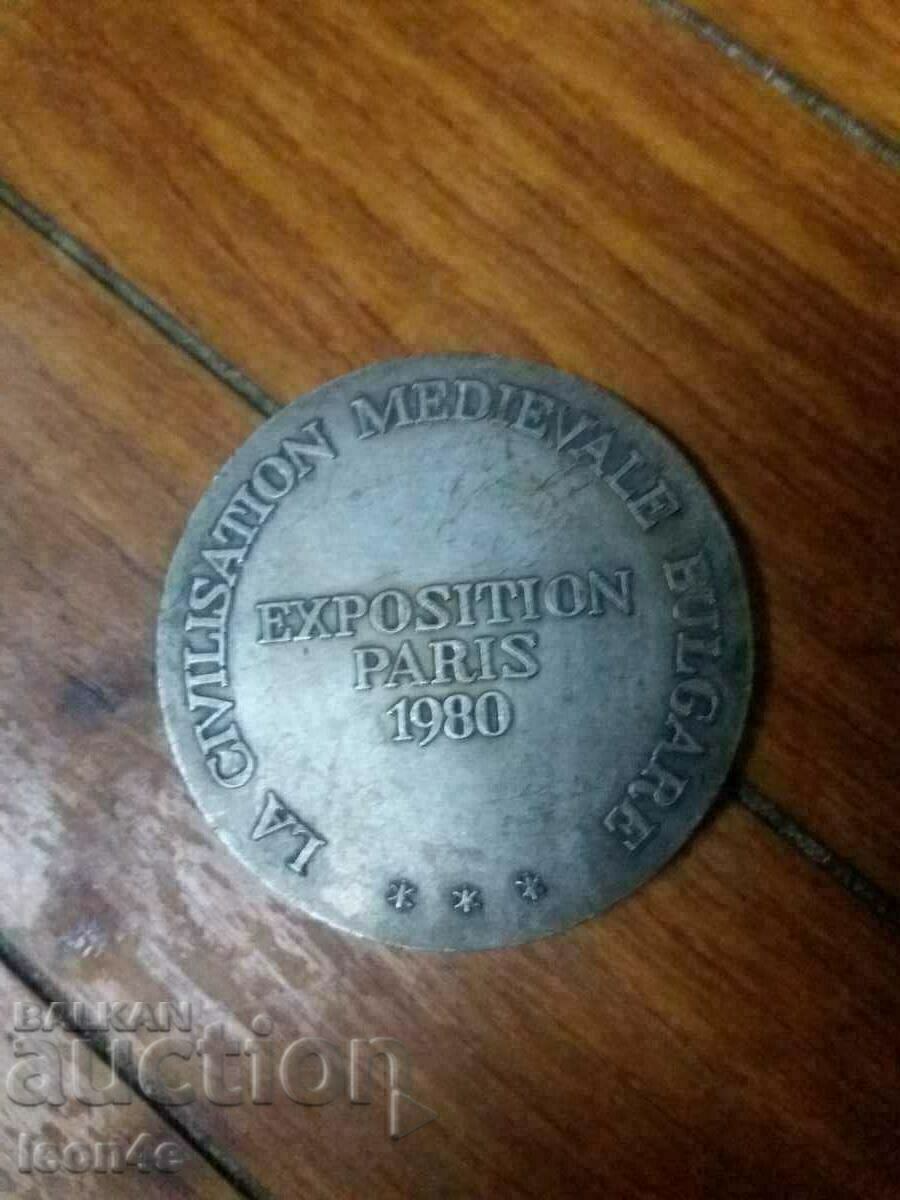 LA CIVILISATION MEDIEVALE BULGARE
EXPOSITION
PARIS
1980
* * *
BALKAN
auction
leon4e